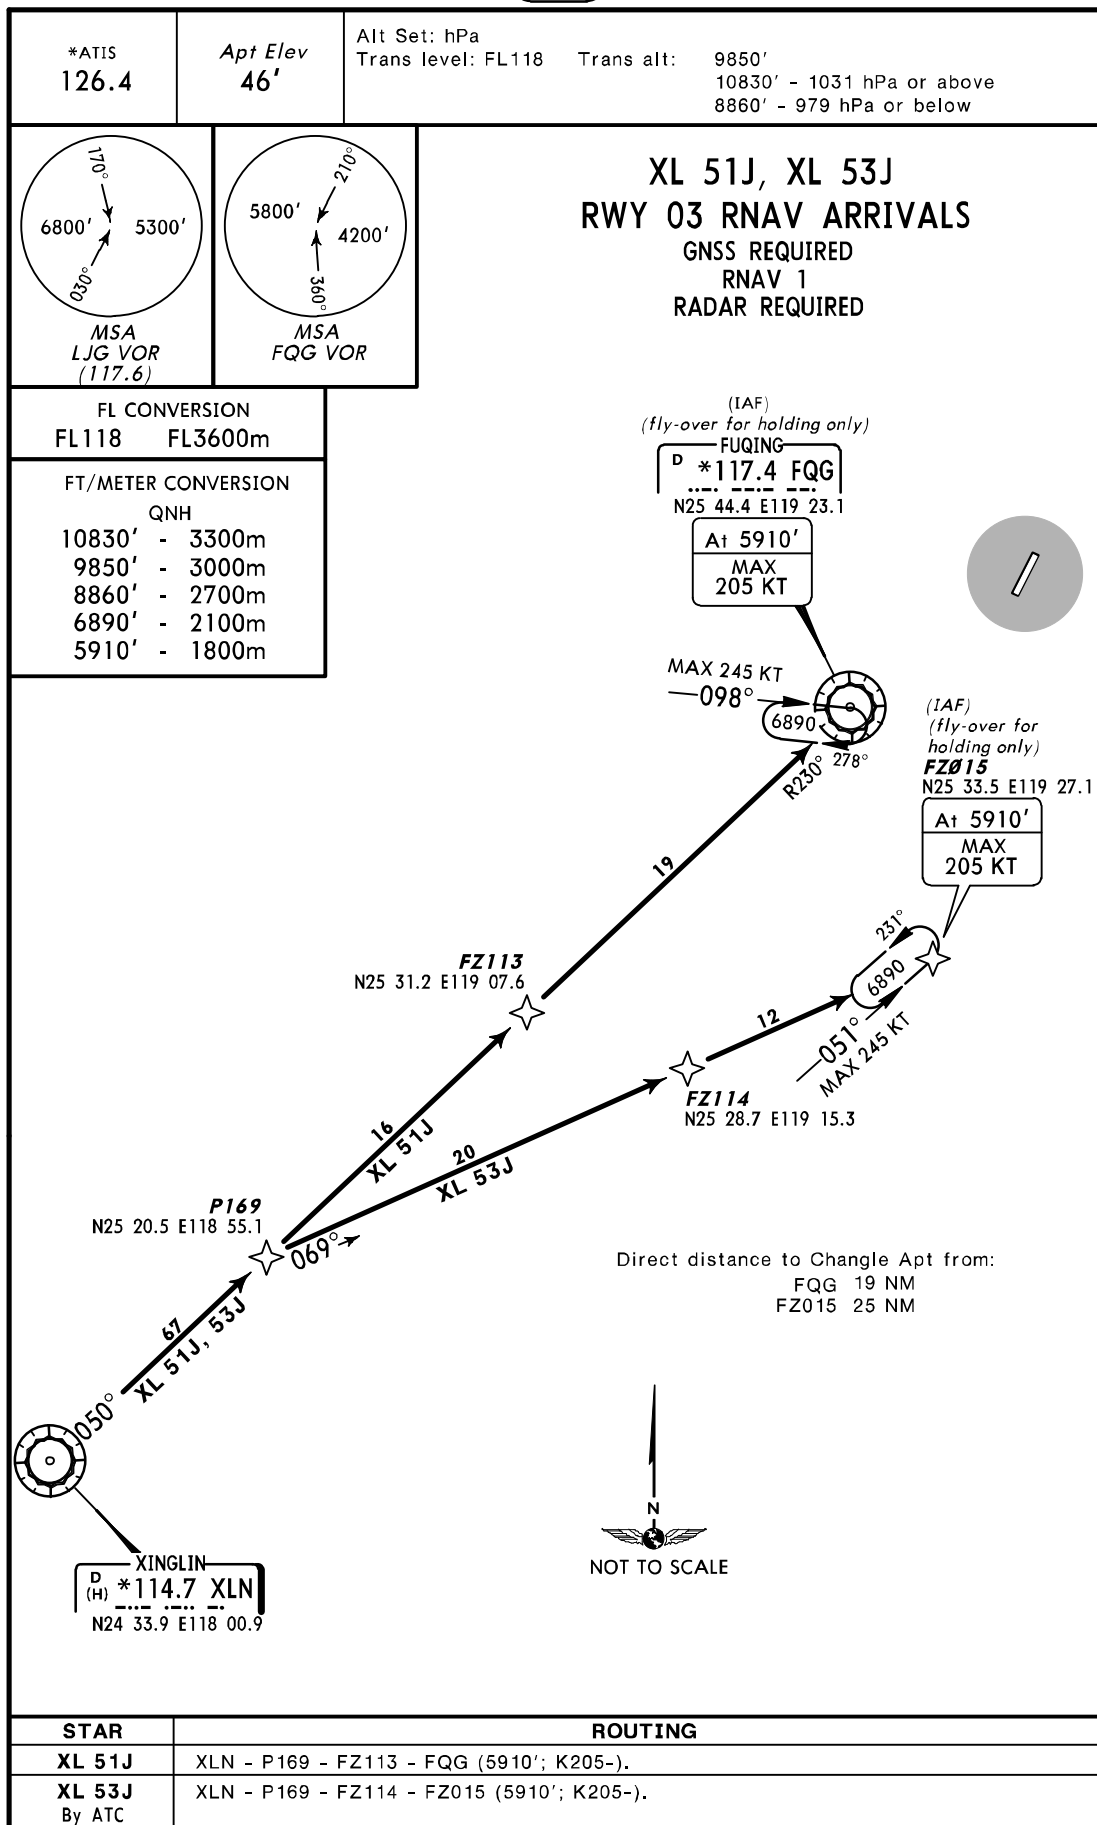 *ATIS
126.4
Apt Elev
46'
Alt Set: hPa
Trans level: FL118 Trans alt: 9850'
10830' - 1031 hPa or above
8860' - 979 hPa or below
170°
6800' 5300'
030°
MSA
LJG VOR
(117.6)
210°
5800'
4200'
360°
MSA
FQG VOR
XL 51J, XL 53J
RWY 03 RNAV ARRIVALS
GNSS REQUIRED
RNAV 1
RADAR REQUIRED
FL CONVERSION
FL118 FL3600m
FT/METER CONVERSION
QNH
10830' - 3300m
9850' - 3000m
8860' - 2700m
6890' - 2100m
5910' - 1800m
(IAF)
(fly-over for holding only)
FUQING
D *117.4 FQG
N25 44.4 E119 23.1
At 5910'
MAX
205 KT
MAX 245 KT
098°
6890
278°
R230°
(IAF)
(fly-over for
holding only)
FZØ15
N25 33.5 E119 27.1
At 5910'
MAX
205 KT
19
231°
6890
051°
MAX 245 KT
FZ113
N25 31.2 E119 07.6
12
FZ114
N25 28.7 E119 15.3
16
XL 51J
20
XL 53J
P169
N25 20.5 E118 55.1
069°
67
XL 51J, 53J
050°
Direct distance to Changle Apt from:
FQG 19 NM
FZ015 25 NM
N
NOT TO SCALE
XINGLIN
D
(H) *114.7 XLN
N24 33.9 E118 00.9
STAR ROUTING
XL 51J XLN - P169 - FZ113 - FQG (5910'; K205-).
XL 53J XLN - P169 - FZ114 - FZ015 (5910'; K205-).
By ATC